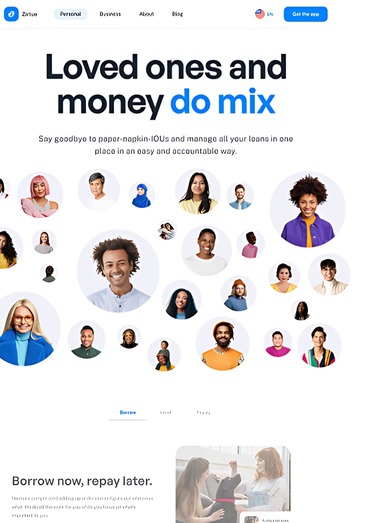 Zirtue
Personal Business About Blog EN Get the app
Loved ones and
money do mix
Say goodbye to paper-napkin-IOUs and manage all your loans in one
place in an easy and accountable way.
Borrow Lend Repay
Borrow now, repay later.